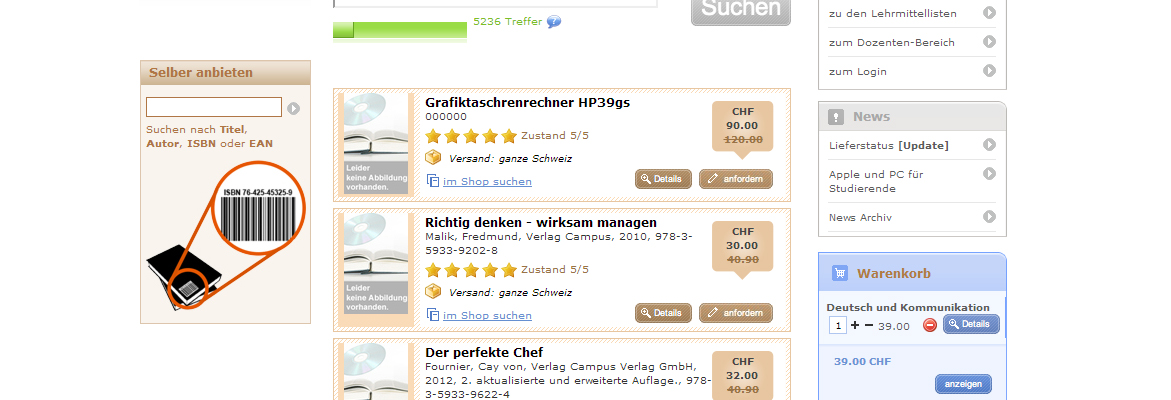 Suchen
5236 Treffer
Selber anbieten
Suchen nach Titel,
Autor, ISBN oder EAN
ISBN 76-425-45325-9
Grafiktaschrenrechner HP39gs
000000
Zustand 5/5
Versand: ganze Schweiz
im Shop suchen
Leider
keine Abbildung
vorhanden.
CHF
90.00
120.00
Details
anfordern
Richtig denken - wirksam managen
Malik, Fredmund, Verlag Campus, 2010, 978-3-
5933-9202-8
Zustand 5/5
Versand: ganze Schweiz
im Shop suchen
Leider
keine Abbildung
vorhanden.
CHF
30.00
40.90
Details
anfordern
Der perfekte Chef
Fournier, Cay von, Verlag Campus Verlag GmbH,
2012, 2. aktualisierte und erweiterte Auflage., 978-
3-5933-9622-4
CHF
32.00
40.90
zu den Lehrmittellisten
zum Dozenten-Bereich
zum Login
News
Lieferstatus [Update]
Apple und PC für
Studierende
News Archiv
Warenkorb
Deutsch und Kommunikation
1 + − 39.00 Details
39.00 CHF
anzeigen